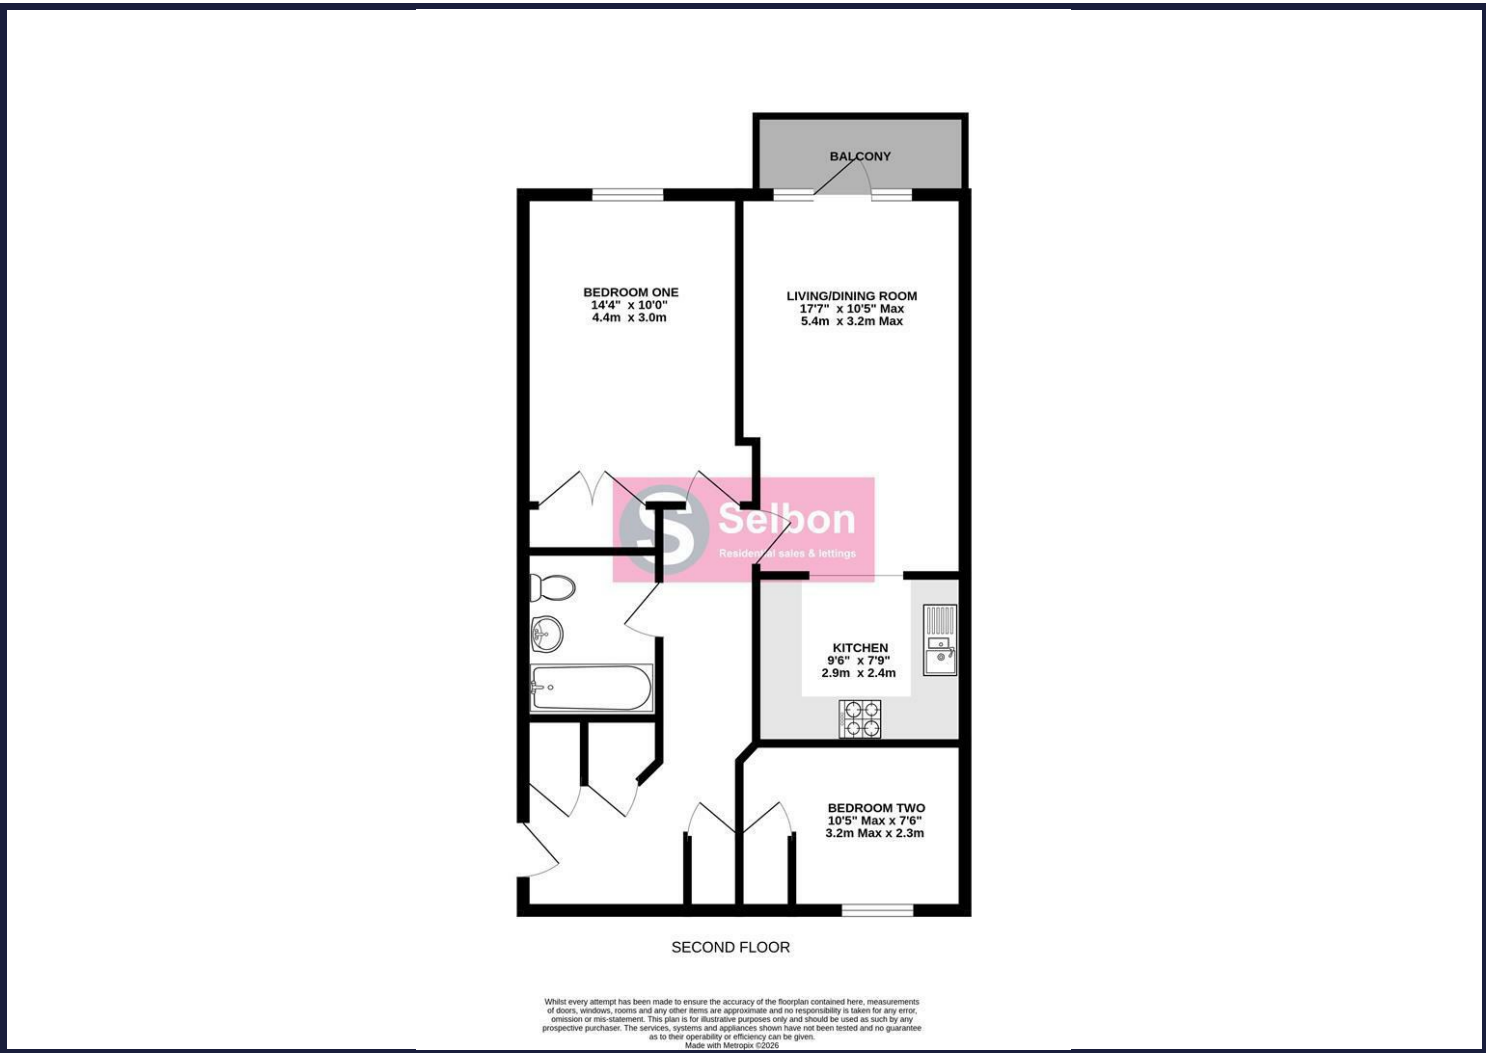 BALCONY
BEDROOM ONE
14'4" x 10'0"
4.4m x 3.0m
LIVING/DINING ROOM
17'7" x 10'5" Max
5.4m x 3.2m Max
S Selbon
Residential sales & lettings
KITCHEN
9'6" x 7'9"
2.9m x 2.4m
BEDROOM TWO
10'5" Max x 7'6"
3.2m Max x 2.3m
SECOND FLOOR
Whilst every attempt has been made to ensure the accuracy of the floorplan contained here, measurements
of doors, windows, rooms and any other items are approximate and no responsibility is taken for any error,
omission or mis-statement. This plan is for illustrative purposes only and should be used as such by any
prospective purchaser. The services, systems and appliances shown have not been tested and no guarantee
as to their operability or efficiency can be given.
Made with Metropix ©2026